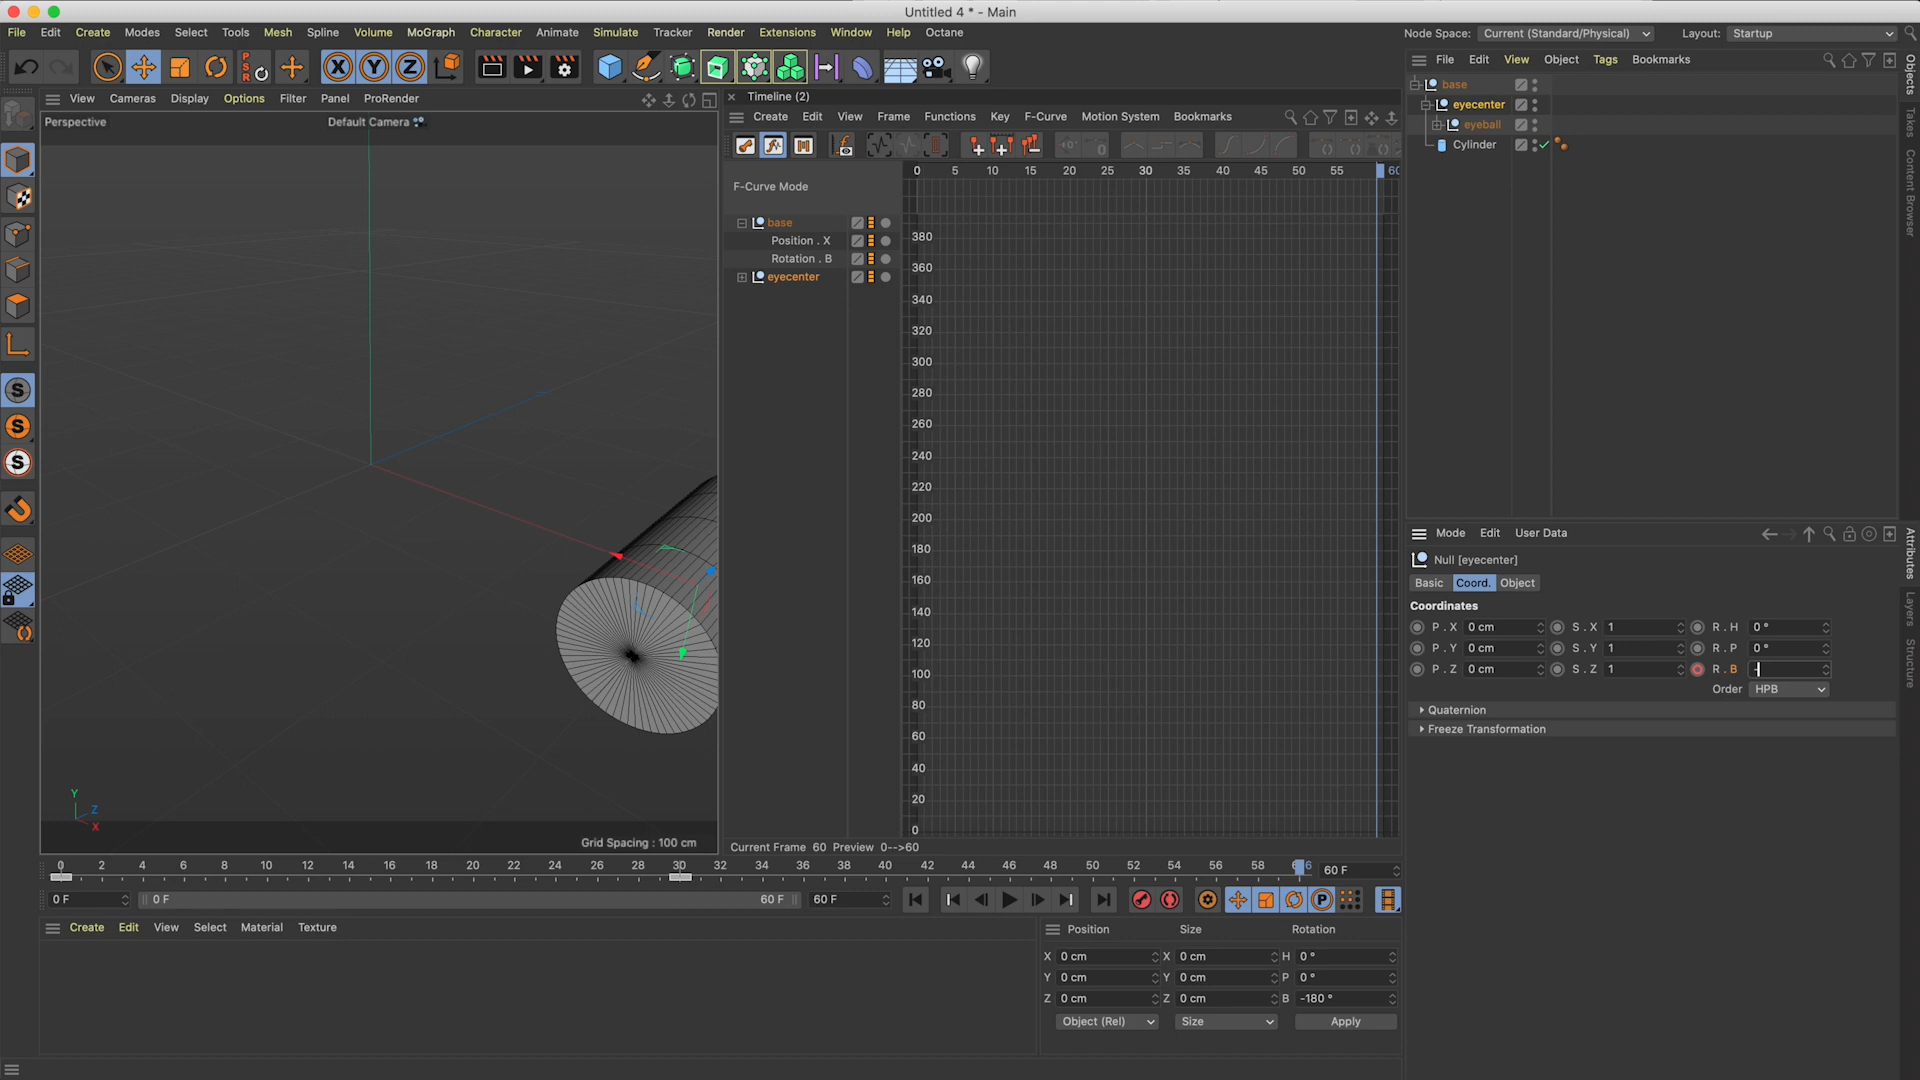 Untitled 4 * - Main
File Edit Create Modes Select Tools Mesh Spline Volume MoGraph Character Animate Simulate Tracker Render Extensions Window Help Octane
Node Space: Current (Standard/Physical) Layout: Startup
PSR X Y Z
View Cameras Display Options Filter Panel ProRender
Perspective
Default Camera
Y
Z
X
Grid Spacing : 100 cm
Timeline (2)
Create Edit View Frame Functions Key F-Curve Motion System Bookmarks
F-Curve Mode
base
Position . X
Rotation . B
eyecenter
0 5 10 15 20 25 30 35 40 45 50 55 60
380
360
340
320
300
280
260
240
220
200
180
160
140
120
100
80
60
40
20
0
Current Frame 60 Preview 0-->60
0 2 4 6 8 10 12 14 16 18 20 22 24 26 28 30 32 34 36 38 40 42 44 46 48 50 52 54 56 58 60 F
0 F 0 F 60 F 60 F
P
Create Edit View Select Material Texture
Position Size Rotation
X 0 cm X 0 cm H 0 °
Y 0 cm Y 0 cm P 0 °
Z 0 cm Z 0 cm B -180 °
Object (Rel) Size Apply
File Edit View Object Tags Bookmarks
base
eyecenter
eyeball
Cylinder
Objects
Takes
Content Browser
Mode Edit User Data
Null [eyecenter]
Basic Coord. Object
Coordinates
P . X 0 cm S . X 1 R . H 0 °
P . Y 0 cm S . Y 1 R . P 0 °
P . Z 0 cm S . Z 1 R . B -
Order HPB
Quaternion
Freeze Transformation
Attributes
Layers
Structure
S
S
S